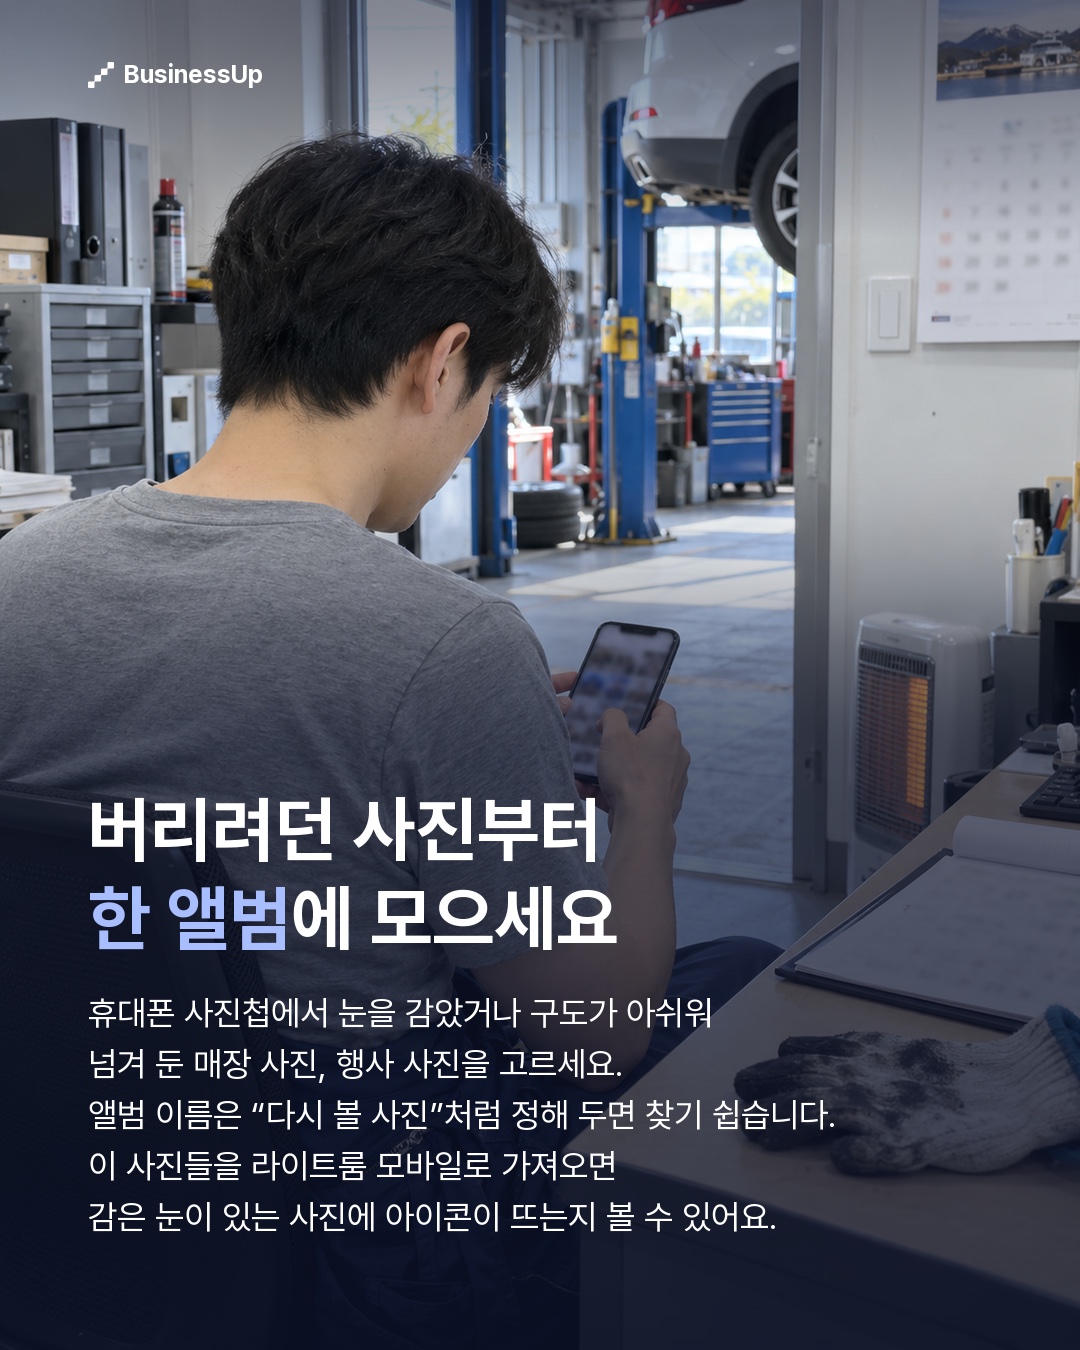 BusinessUp
버리려던 사진부터
한 앨범에 모으세요
휴대폰 사진첩에서 눈을 감았거나 구도가 아쉬워
넘겨 둔 매장 사진, 행사 사진을 고르세요.
앨범 이름은 “다시 볼 사진”처럼 정해 두면 찾기 쉽습니다.
이 사진들을 라이트룸 모바일로 가져오면
감은 눈이 있는 사진에 아이콘이 뜨는지 볼 수 있어요.